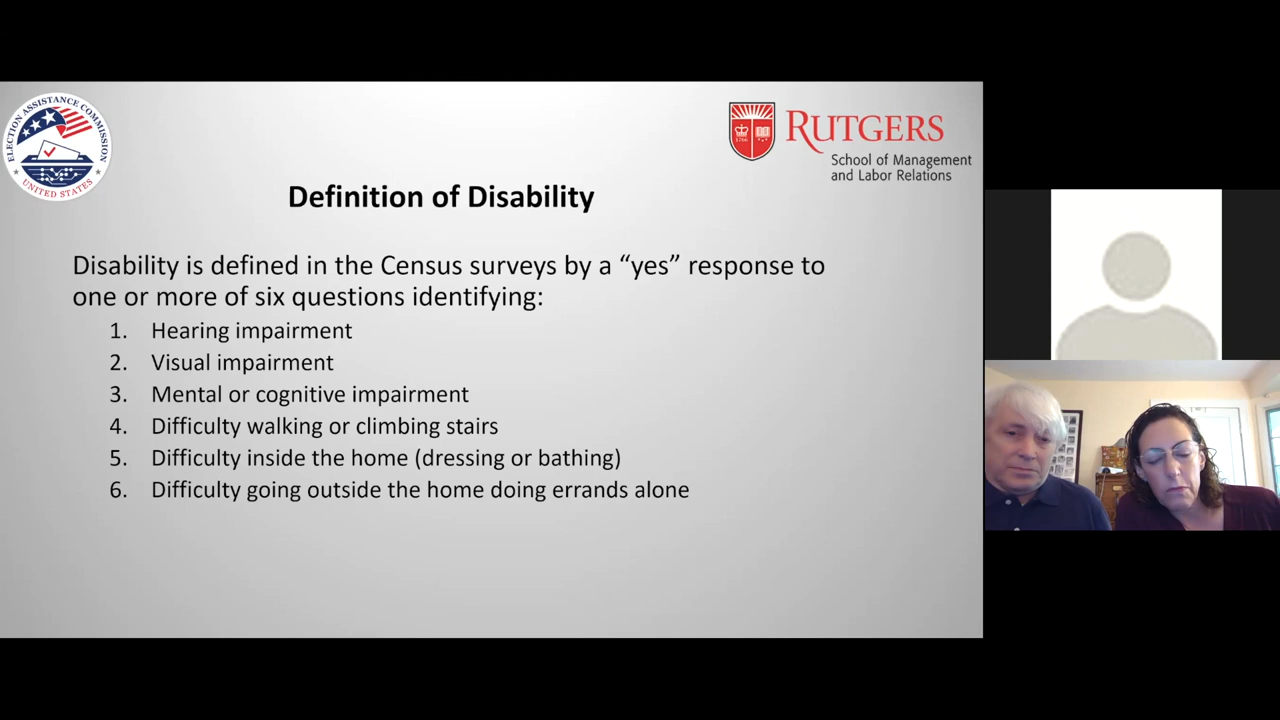 ELECTION ASSISTANCE COMMISSION
UNITED STATES
1766
RUTGERS
School of Management
and Labor Relations
Definition of Disability
Disability is defined in the Census surveys by a “yes” response to
one or more of six questions identifying:
1. Hearing impairment
2. Visual impairment
3. Mental or cognitive impairment
4. Difficulty walking or climbing stairs
5. Difficulty inside the home (dressing or bathing)
6. Difficulty going outside the home doing errands alone